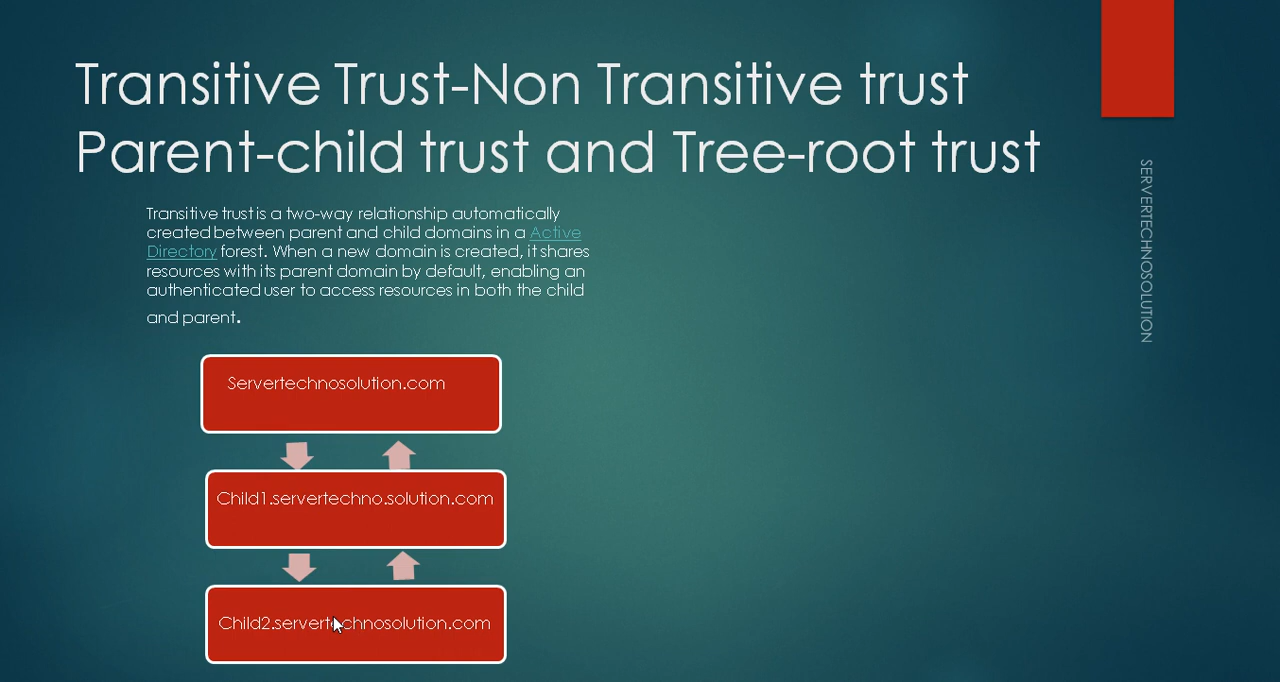 Transitive Trust-Non Transitive trust
Parent-child trust and Tree-root trust
Transitive trust is a two-way relationship automatically
created between parent and child domains in a Active
Directory forest. When a new domain is created, it shares
resources with its parent domain by default, enabling an
authenticated user to access resources in both the child
and parent.
Servertechnosolution.com
Child1.servertechno.solution.com
Child2.servertechnosolution.com
SERVERTECHNOSOLUTION